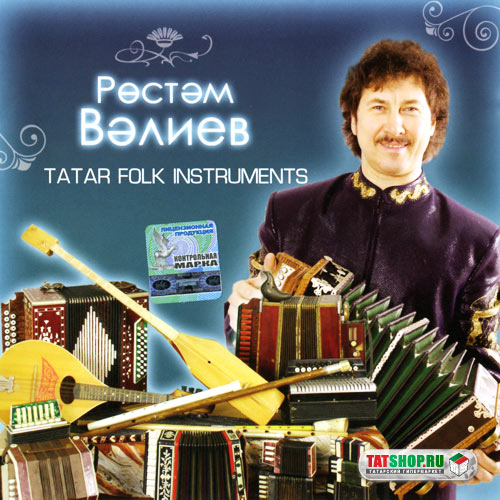 Рөстәм
Вәлиев
TATAR FOLK INSTRUMENTS
ЛИЦЕНЗИОННАЯ
ПРОДУКЦИЯ
КОНТРОЛЬНАЯ
МАРКА
TATSHOP.RU
ТАТАРСКИЙ ГИПЕРМАРКЕТ